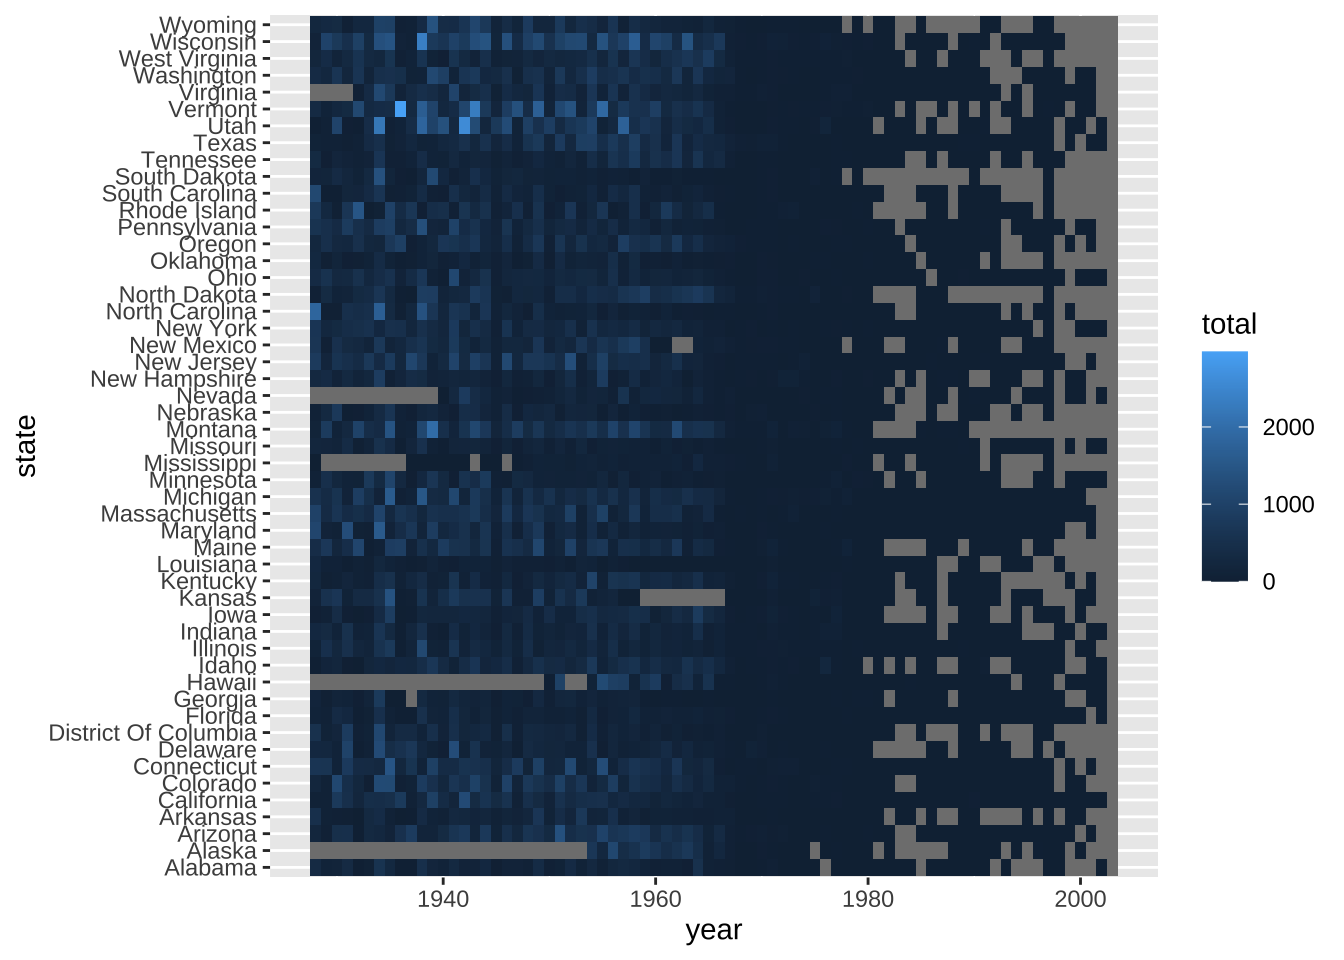 Wyoming
Wisconsin
West Virginia
Washington
Virginia
Vermont
Utah
Texas
Tennessee
South Dakota
South Carolina
Rhode Island
Pennsylvania
Oregon
Oklahoma
Ohio
North Dakota
North Carolina
New York
New Mexico
New Jersey
New Hampshire
Nevada
Nebraska
Montana
Missouri
Mississippi
Minnesota
Michigan
Massachusetts
Maryland
Maine
Louisiana
Kentucky
Kansas
Iowa
Indiana
Illinois
Idaho
Hawaii
Georgia
Florida
District Of Columbia
Delaware
Connecticut
Colorado
California
Arkansas
Arizona
Alaska
Alabama
state
1940 1960 1980 2000
year
total
2000
1000
0